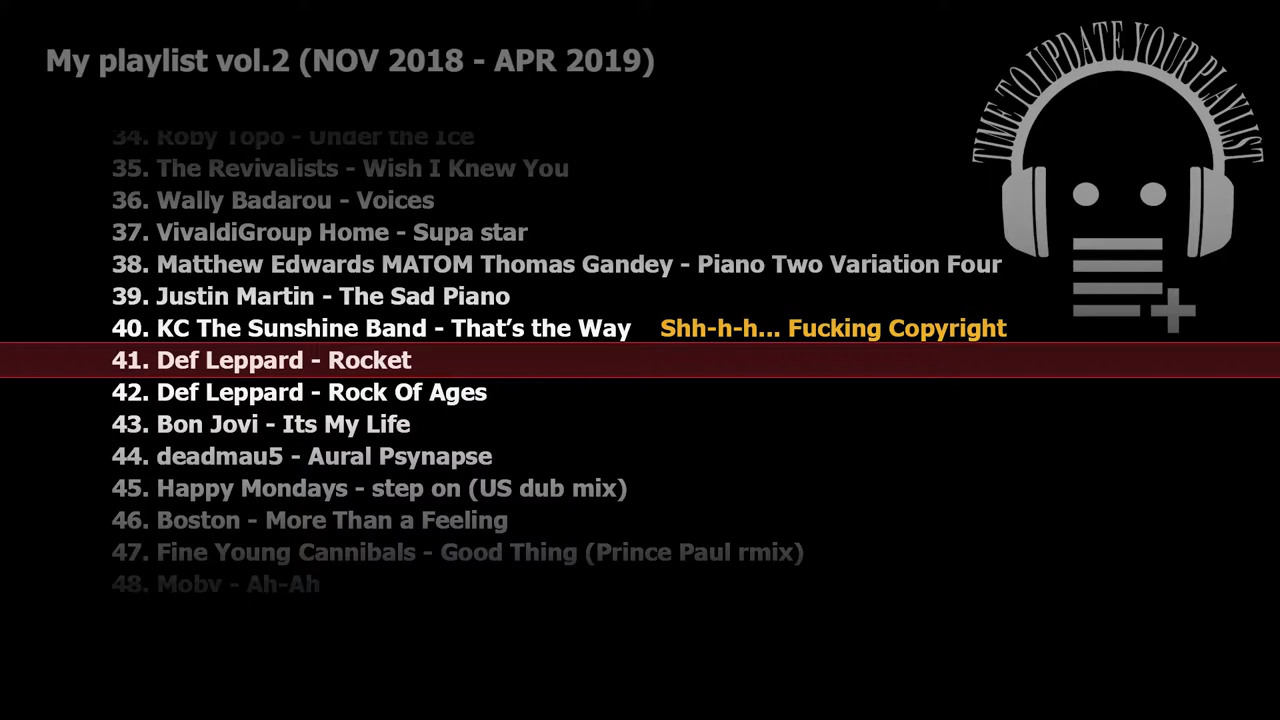 My playlist vol.2 (NOV 2018 - APR 2019)
TIME TO UPDATE YOUR PLAYLIST
34. Roby Topo - Under the Ice
35. The Revivalists - Wish I Knew You
36. Wally Badarou - Voices
37. VivaldiGroup Home - Supa star
38. Matthew Edwards MATOM Thomas Gandey - Piano Two Variation Four
39. Justin Martin - The Sad Piano
40. KC The Sunshine Band - That’s the Way Shh-h-h... Fucking Copyright
41. Def Leppard - Rocket
42. Def Leppard - Rock Of Ages
43. Bon Jovi - Its My Life
44. deadmau5 - Aural Psynapse
45. Happy Mondays - step on (US dub mix)
46. Boston - More Than a Feeling
47. Fine Young Cannibals - Good Thing (Prince Paul rmix)
48. Moby - Ah-Ah